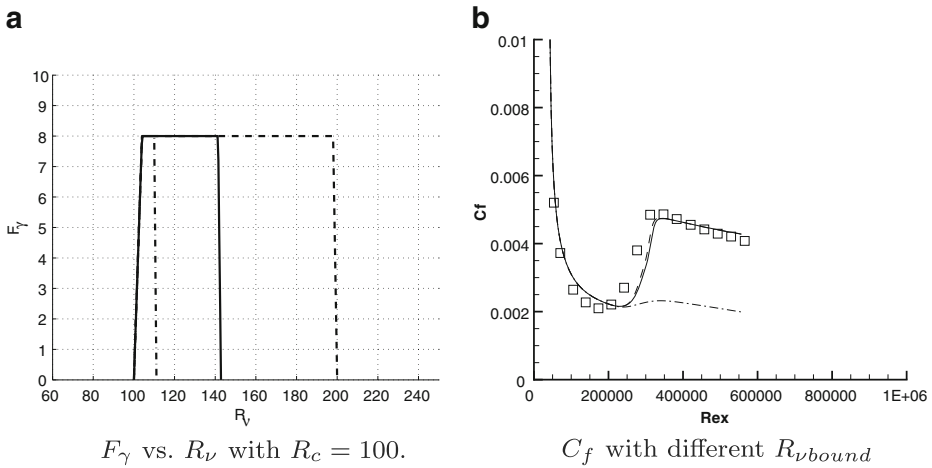 a
10
9
8
7
6
5
4
3
2
1
0
Fγ
60 80 100 120 140 160 180 200 220 240
Rν
Fγ vs. Rν with Rc = 100.
b
0.01
0.008
0.006
0.004
0.002
0
Cf
0 200000 400000 600000 800000 1E+06
Rex
Cf with different Rνbound